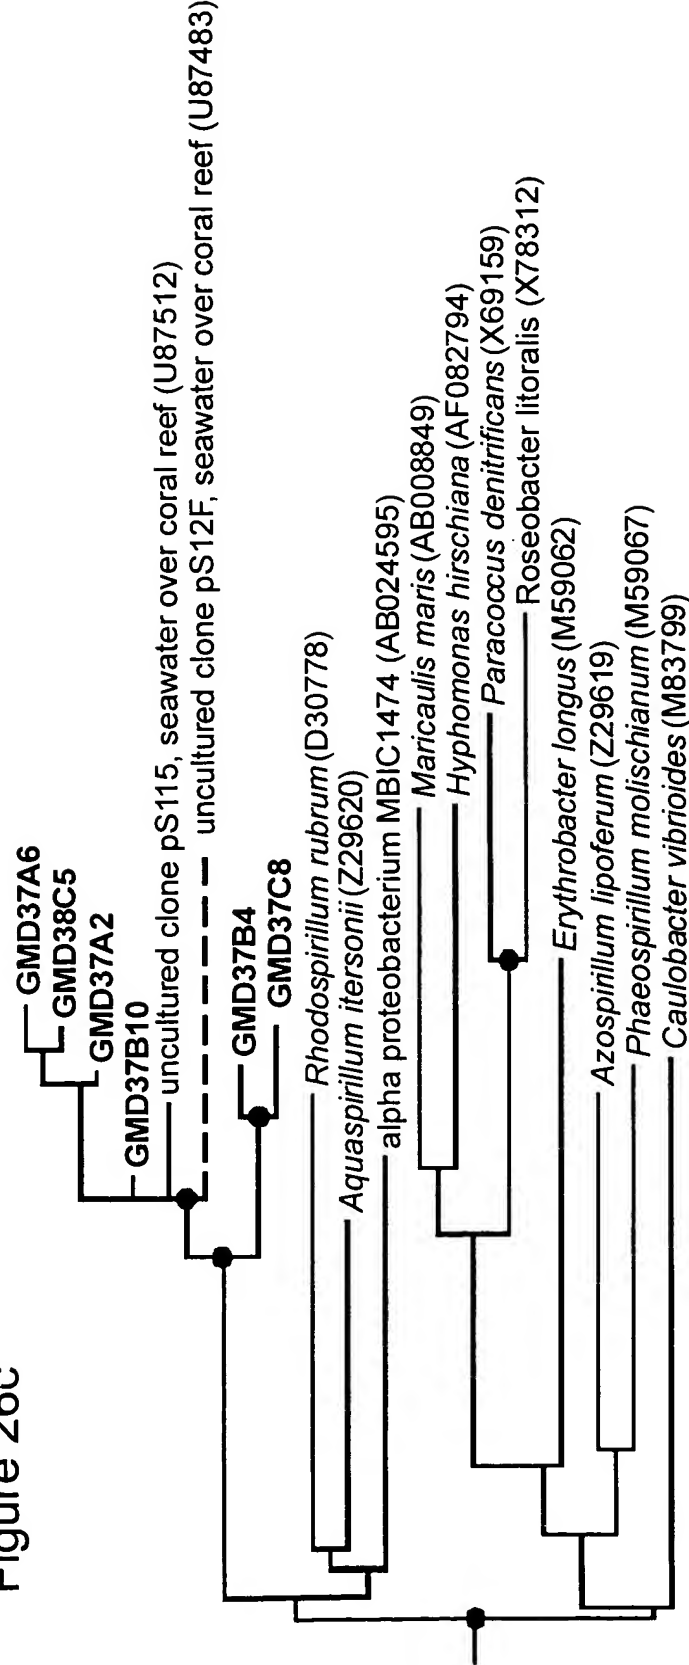 Figure 26c
GMD37A6
GMD38C5
GMD37A2
GMD37B10
uncultured clone pS115, seawater over coral reef (U87512)
uncultured clone pS12F, seawater over coral reef (U87483)
GMD37B4
GMD37C8
Rhodospirillum rubrum (D30778)
Aquaspirillum itersonii (Z29620)
alpha proteobacterium MBIC1474 (AB024595)
Maricaulis maris (AB008849)
Hyphomonas hirschiana (AF082794)
Paracoccus denitrificans (X69159)
Roseobacter litoralis (X78312)
Erythrobacter longus (M59062)
Azospirillum lipoferum (Z29619)
Phaeospirillum molischianum (M59067)
Caulobacter vibrioides (M83799)